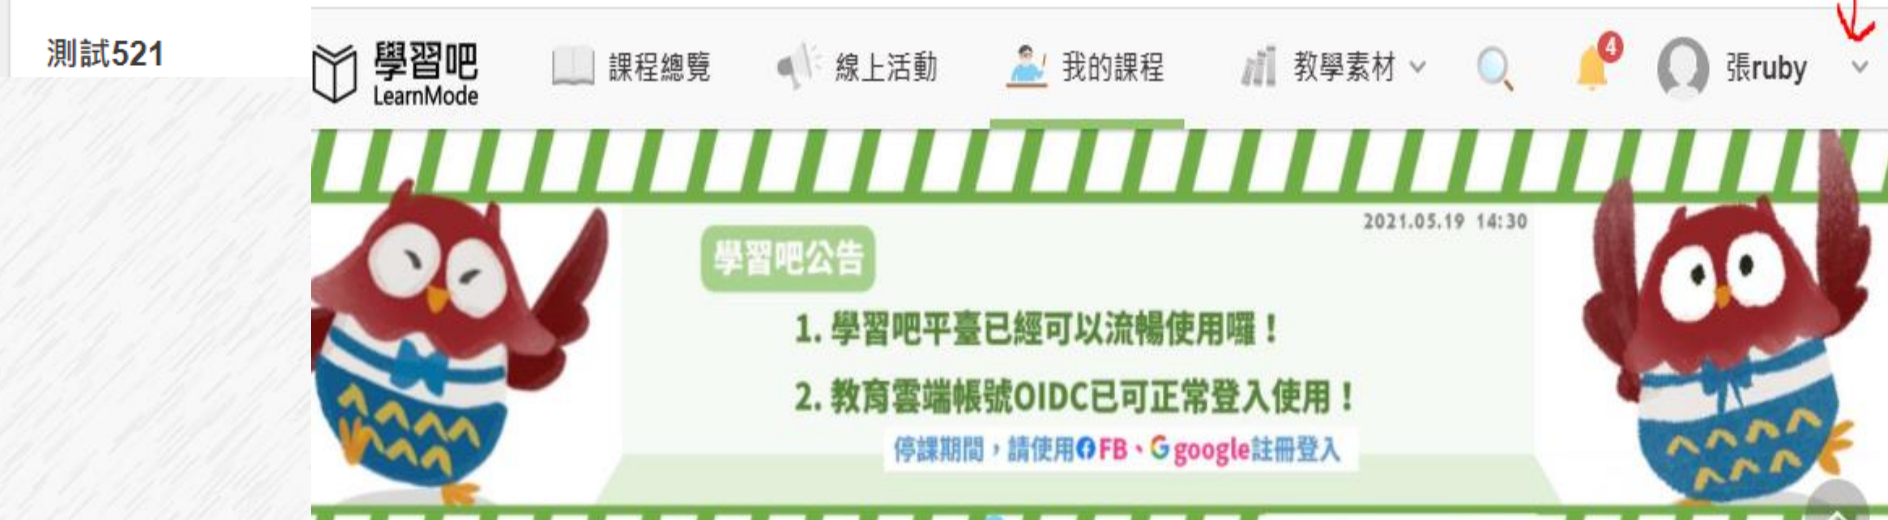 測試521
學習吧
LearnMode
課程總覽
線上活動
我的課程
教學素材
4
張ruby
2021.05.19 14:30
學習吧公告
1. 學習吧平臺已經可以流暢使用囉！
2. 教育雲端帳號OIDC已可正常登入使用！
停課期間，請使用FB、Google註冊登入